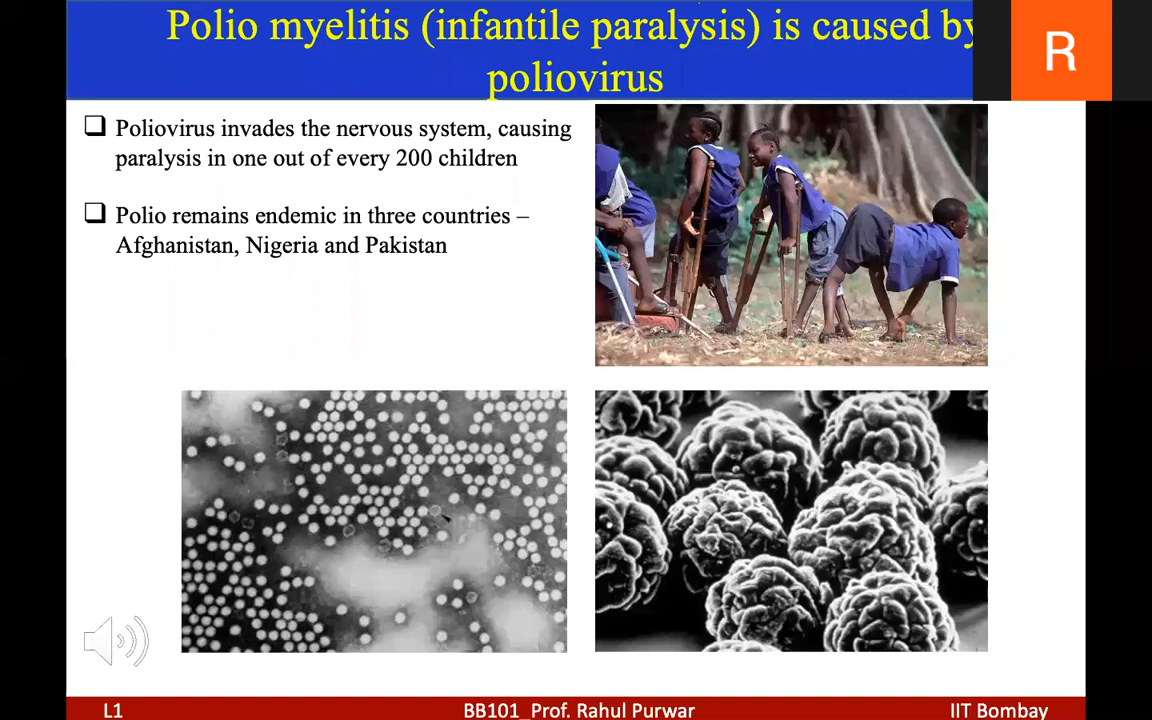 Polio myelitis (infantile paralysis) is caused by
poliovirus
R
❑ Poliovirus invades the nervous system, causing
paralysis in one out of every 200 children
❑ Polio remains endemic in three countries –
Afghanistan, Nigeria and Pakistan
L1
BB101_Prof. Rahul Purwar
IIT Bombay